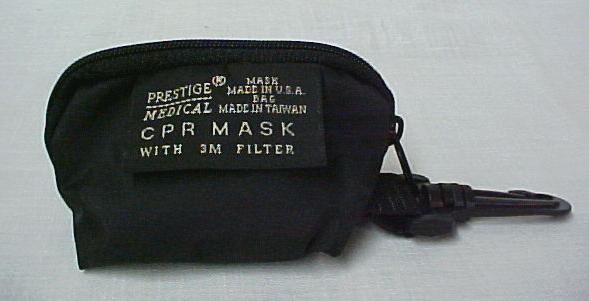 PRESTIGE®
MEDICAL
MASK
MADE IN U.S.A.
BAG
MADE IN TAIWAN
CPR MASK
WITH 3M FILTER